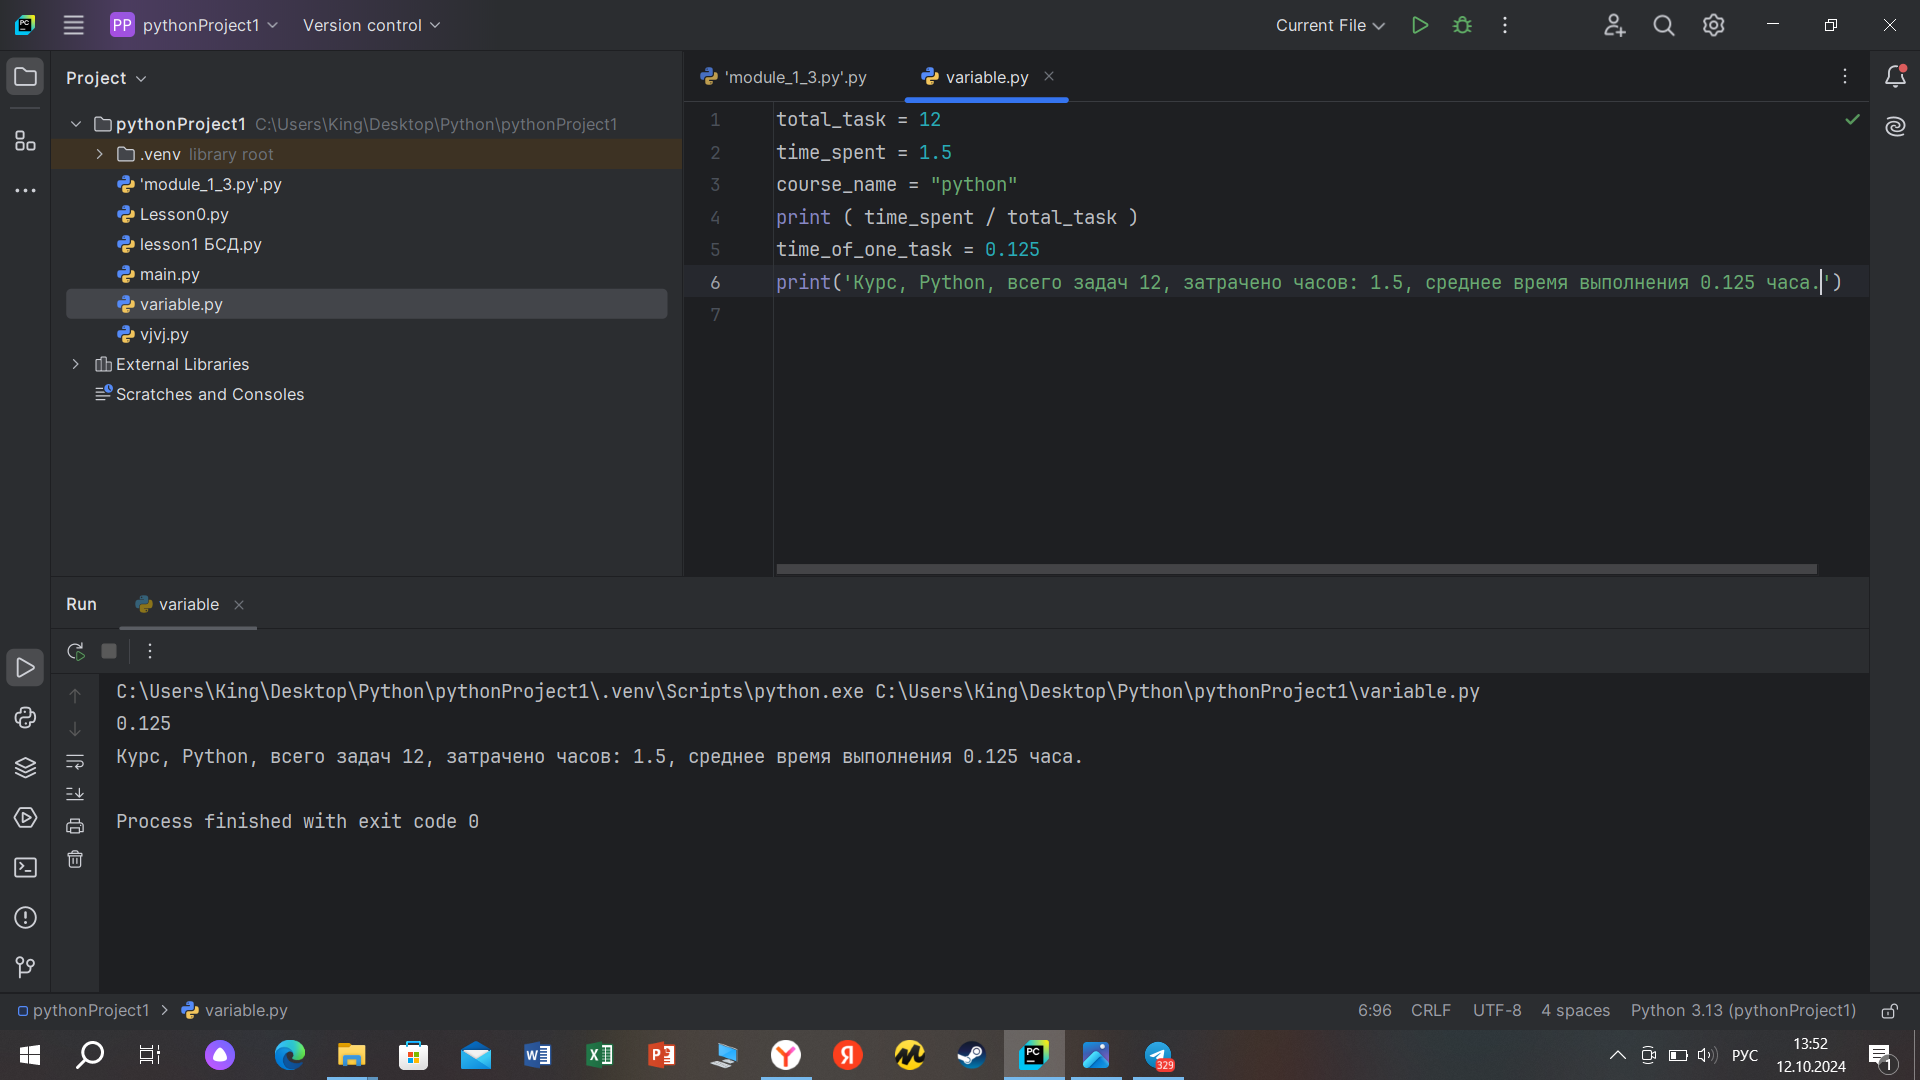 PP pythonProject1 Version control Current File
Project
'module_1_3.py'.py variable.py
pythonProject1 C:\Users\King\Desktop\Python\pythonProject1
.venv library root
'module_1_3.py'.py
Lesson0.py
lesson1 БСД.py
main.py
variable.py
vjvj.py
External Libraries
Scratches and Consoles
1 total_task = 12
2 time_spent = 1.5
3 course_name = "python"
4 print ( time_spent / total_task )
5 time_of_one_task = 0.125
6 print('Курс, Python, всего задач 12, затрачено часов: 1.5, среднее время выполнения 0.125 часа.')
7
Run variable
C:\Users\King\Desktop\Python\pythonProject1\.venv\Scripts\python.exe C:\Users\King\Desktop\Python\pythonProject1\variable.py
0.125
Курс, Python, всего задач 12, затрачено часов: 1.5, среднее время выполнения 0.125 часа.
Process finished with exit code 0
pythonProject1 > variable.py 6:96 CRLF UTF-8 4 spaces Python 3.13 (pythonProject1)
329 РУС 13:52
12.10.2024 1